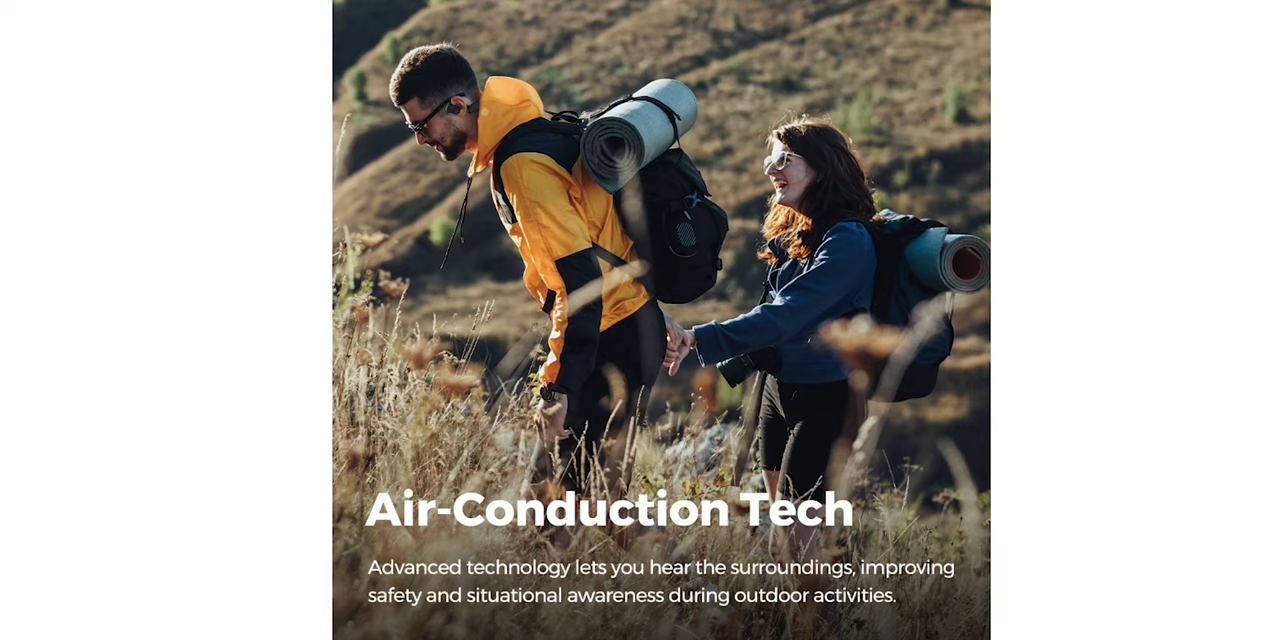 Air-Conduction Tech
Advanced technology lets you hear the surroundings, improving
safety and situational awareness during outdoor activities.